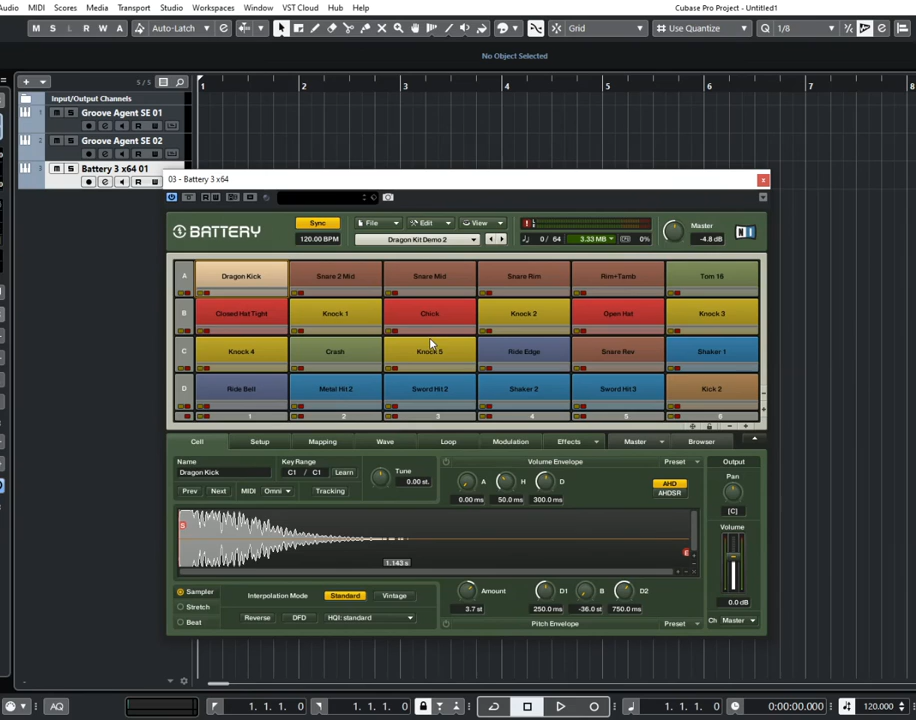 Audio MIDI Scores Media Transport Studio Workspaces Window VST Cloud Hub Help Cubase Pro Project - Untitled1
M S L R W A Auto-Latch Grid Use Quantize Q 1/8
No Object Selected
5/5 1 2 3 4 5 6 7 8
Input/Output Channels
1 m S Groove Agent SE 01
e R W
2 m S Groove Agent SE 02
e R W
3 m S Battery 3 x64 01
e R W
03 - Battery 3 x64
BATTERY Sync File Edit View Master
120.00 BPM Dragon Kit Demo 2 0/ 64 3.33 MB 0% -4.8 dB
A Dragon Kick Snare 2 Mid Snare Mid Snare Rim Rim+Tamb Tom 16
B Closed Hat Tight Knock 1 Chick Knock 2 Open Hat Knock 3
C Knock 4 Crash Knock 5 Ride Edge Snare Rev Shaker 1
D Ride Bell Metal Hit 2 Sword Hit 2 Shaker 2 Sword Hit 3 Kick 2
1 2 3 4 5 6
Cell Setup Mapping Wave Loop Modulation Effects Master Browser
Name Key Range Volume Envelope Preset Output
Dragon Kick C1 / C1 Learn Tune 0.00 st. A H D AHD Pan
Prev Next MIDI Omni Tracking 0.00 ms 50.0 ms 300.0 ms AHDSR [C]
S Volume
E
1.143 s
Sampler Interpolation Mode Standard Vintage Amount D1 B D2
Stretch 3.7 st 250.0 ms -36.0 st 750.0 ms 0.0 dB
Beat Reverse DFD HQI: standard Pitch Envelope Preset Ch Master
AQ 1. 1. 1. 0 1. 1. 1. 0 1. 1. 1. 0 0:00:00.000 120.000